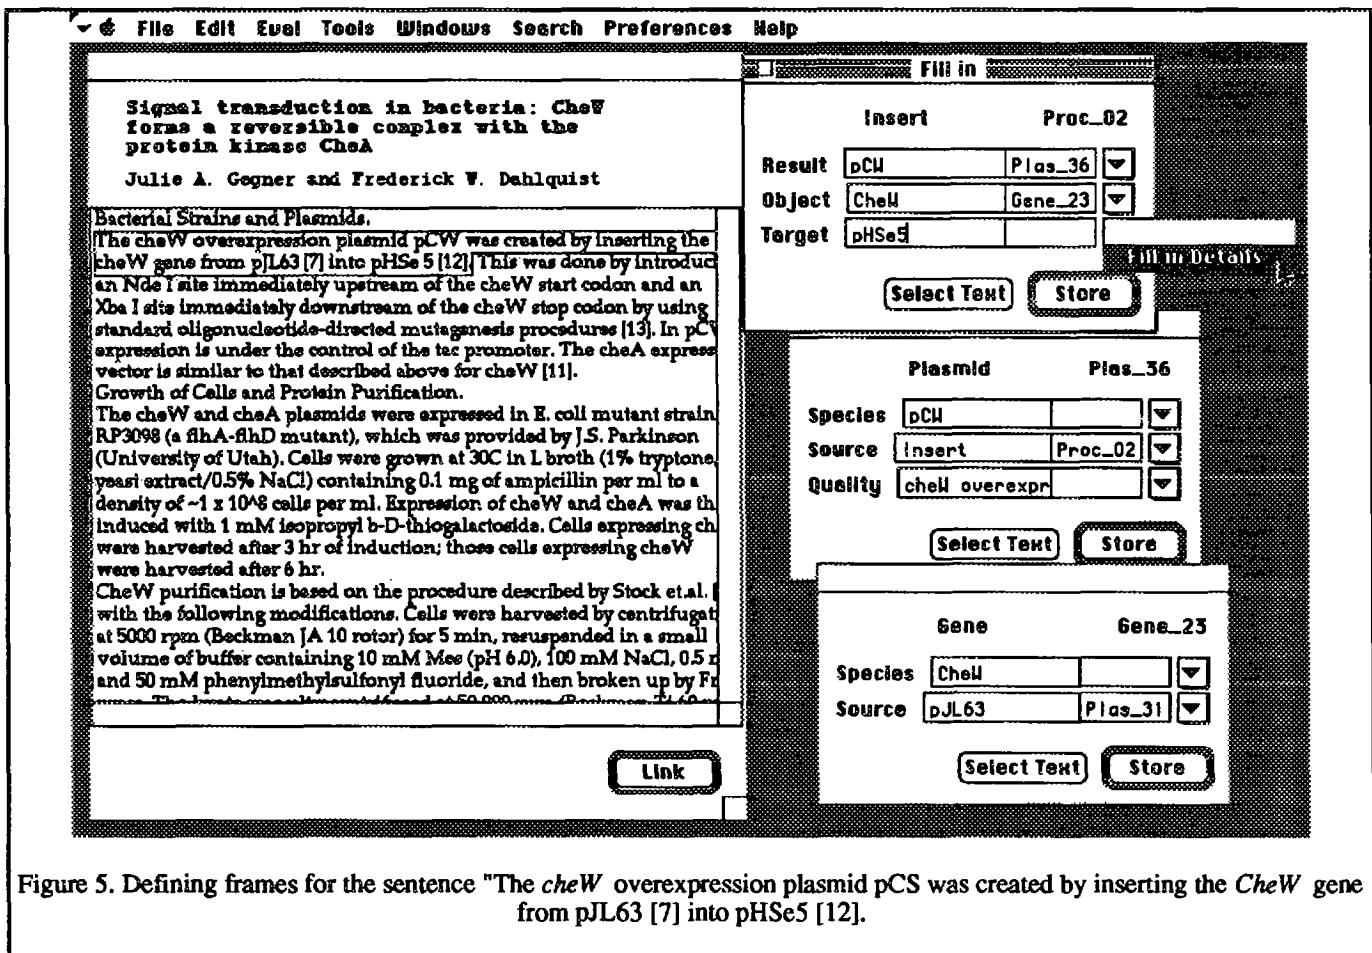 File Edit Eval Tools Windows Search Preferences Help
Signal transduction in bacteria: CheW
forms a reversible complex with the
protein kinase CheA
Julie A. Gegner and Frederick W. Dahlquist
Bacterial Strains and Plasmids.
The cheW overexpression plasmid pCW was created by inserting the
cheW gene from pJL63 [7] into pHSe 5 [12]. This was done by introduc
an Nde I site immediately upstream of the cheW start codon and an
Xba I site immediately downstream of the cheW stop codon by using
standard oligonucleotide-directed mutagenesis procedures [13]. In pCW
expression is under the control of the tac promoter. The cheA express
vector is similar to that described above for cheW [11].
Growth of Cells and Protein Purification.
The cheW and cheA plasmids were expressed in E. coli mutant strain
RP3098 (a flhA-flhD mutant), which was provided by J.S. Parkinson
(University of Utah). Cells were grown at 30C in L broth (1% tryptone,
yeast extract/0.5% NaCl) containing 0.1 mg of ampicillin per ml to a
density of ~1 x 10^8 cells per ml. Expression of cheW and cheA was th
induced with 1 mM isopropyl b-D-thiogalactoside. Cells expressing ch
were harvested after 3 hr of induction; those cells expressing cheW
were harvested after 6 hr.
CheW purification is based on the procedure described by Stock et.al. [
with the following modifications. Cells were harvested by centrifugat
at 5000 rpm (Beckman JA 10 rotor) for 5 min, resuspended in a small
volume of buffer containing 10 mM Mes (pH 6.0), 100 mM NaCl, 0.5
and 50 mM phenylmethylsulfonyl fluoride, and then broken up by Fr
Link
Fill in
Insert Proc_02
Result pCW Plas_36
Object CheW Gene_23
Target pHSe5
Fill in Details
Select Text Store
Plasmid Plas_36
Species pCW
Source Insert Proc_02
Quality cheW overexpr
Select Text Store
Gene Gene_23
Species CheW
Source pJL63 Plas_31
Select Text Store
Figure 5. Defining frames for the sentence "The cheW overexpression plasmid pCS was created by inserting the CheW gene
from pJL63 [7] into pHSe5 [12].